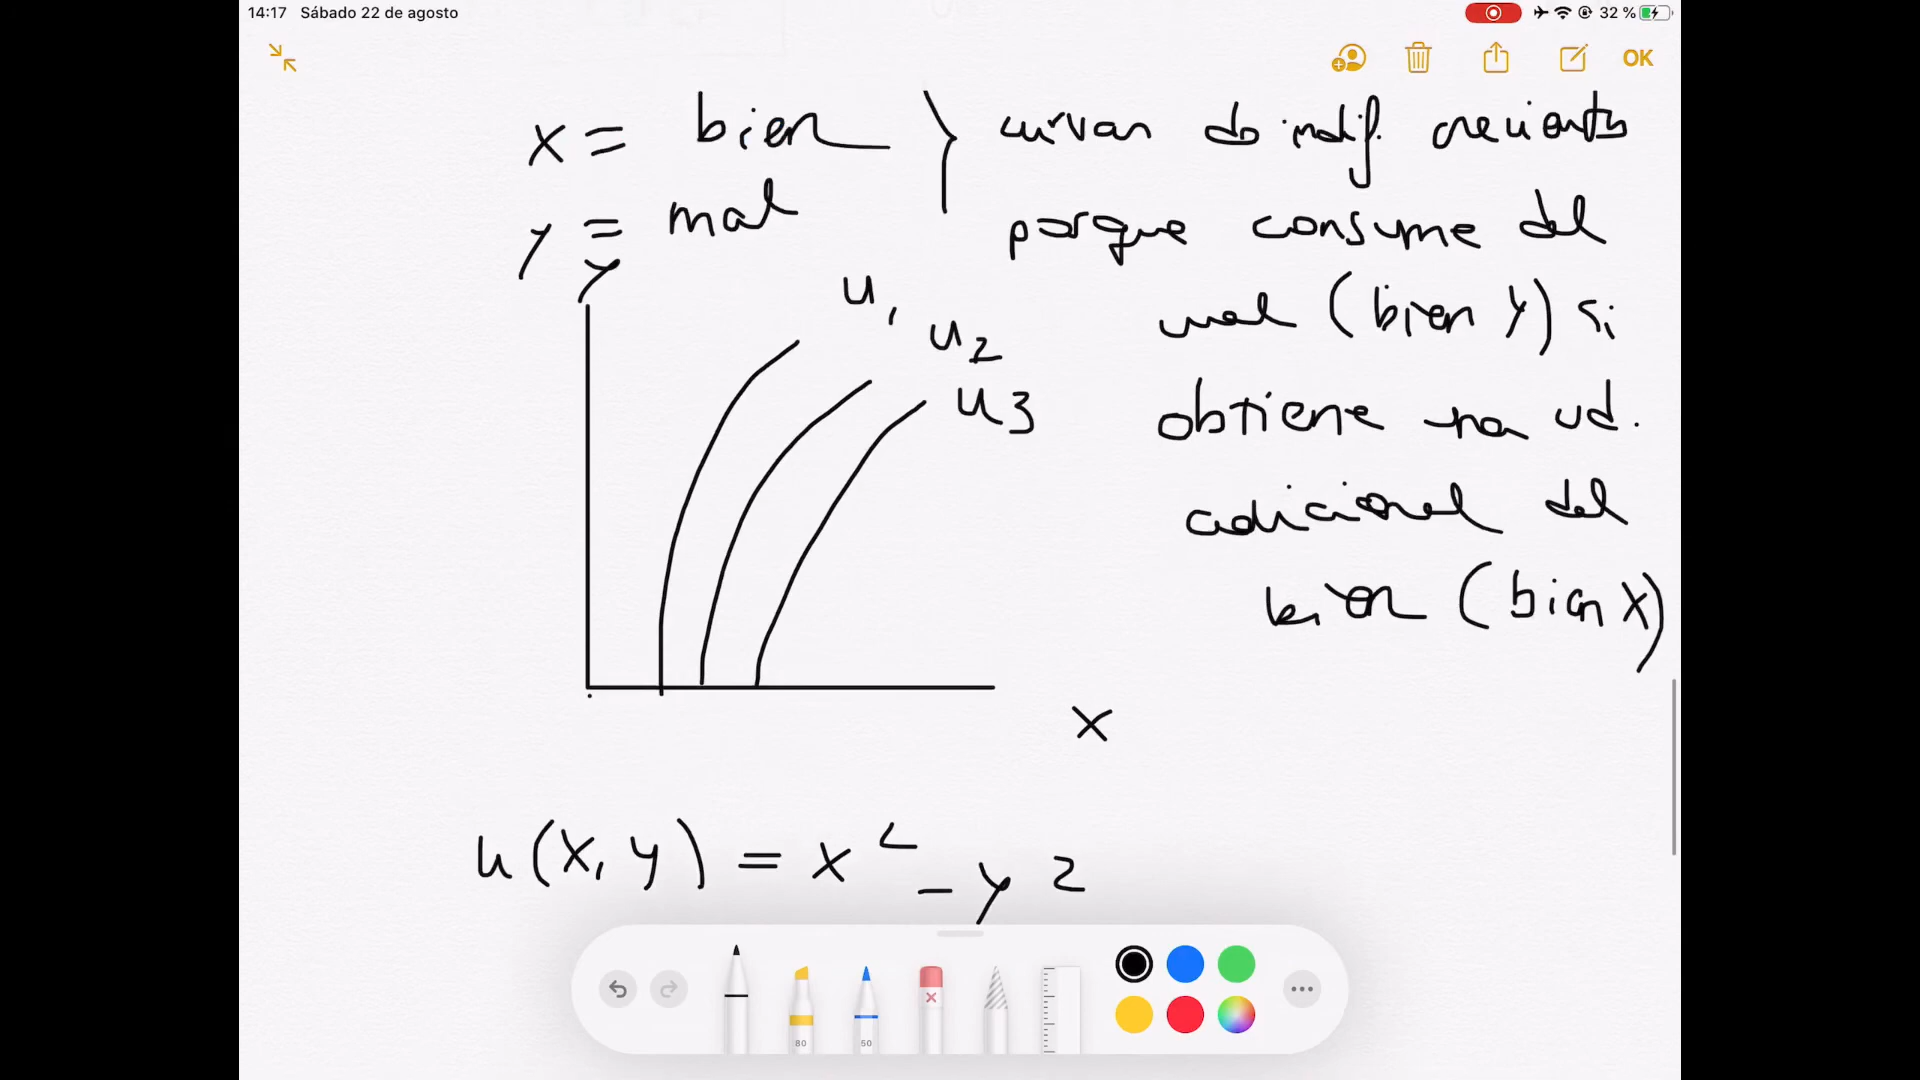 14:17 Sábado 22 de agosto
32 %
OK
x = bien } curvas de indif. crecientes
y = mal
porque consume del
mal (bien y) si
obtiene una ud.
adicional del
bien (bien x)
y
u1
u2
u3
x
u(x, y) = x² - y 2
80
50